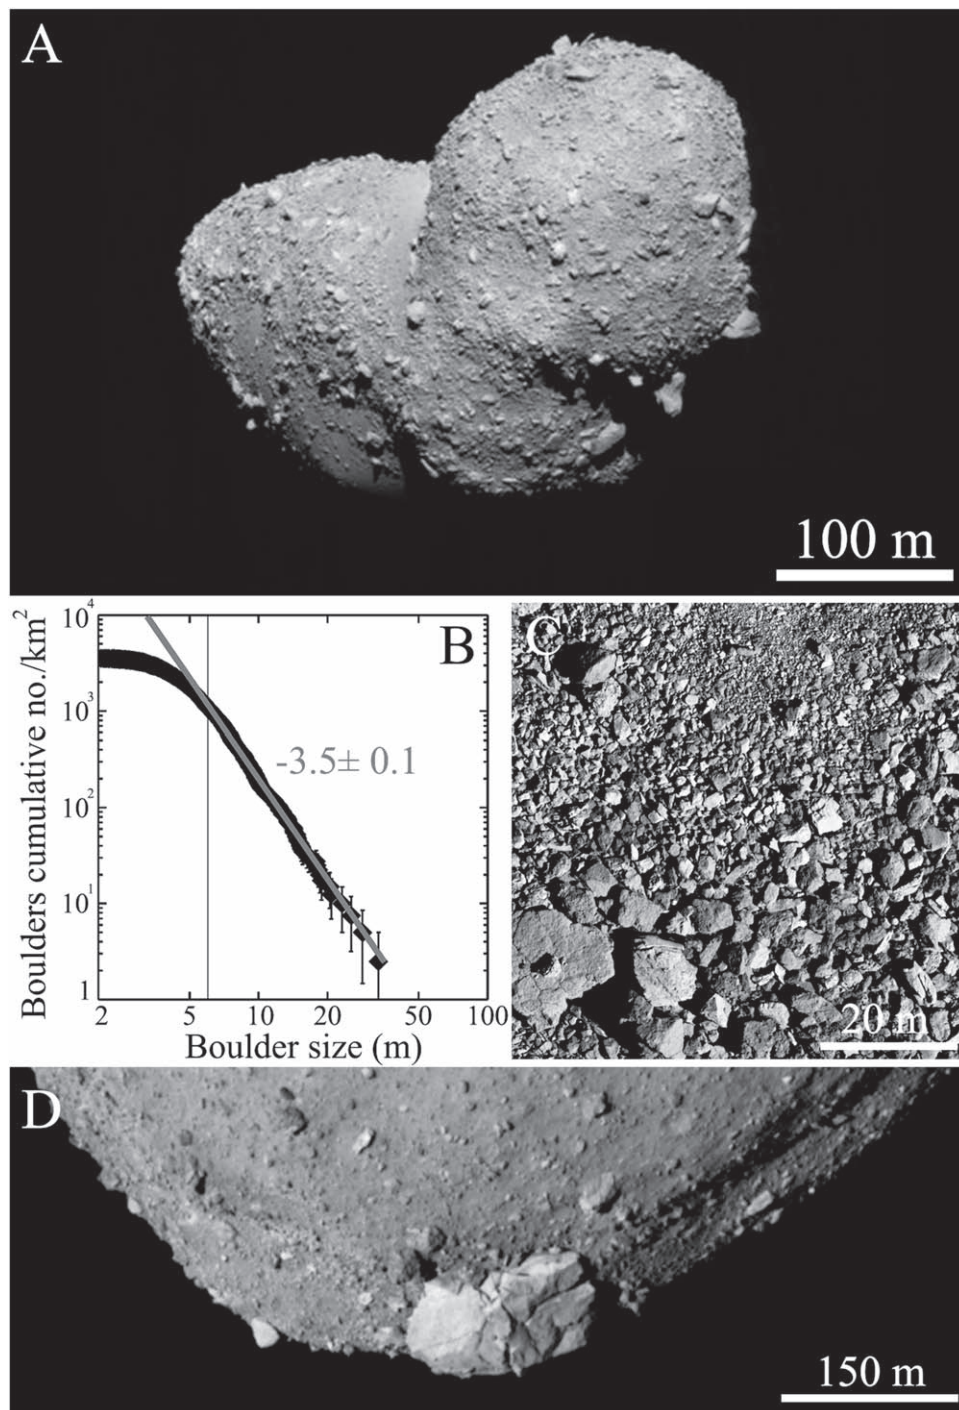 A
100 m
B
Boulders cumulative no./km²
10⁴
10³
10²
10¹
1
-3.5± 0.1
2 5 10 20 50 100
Boulder size (m)
C
20 m
D
150 m